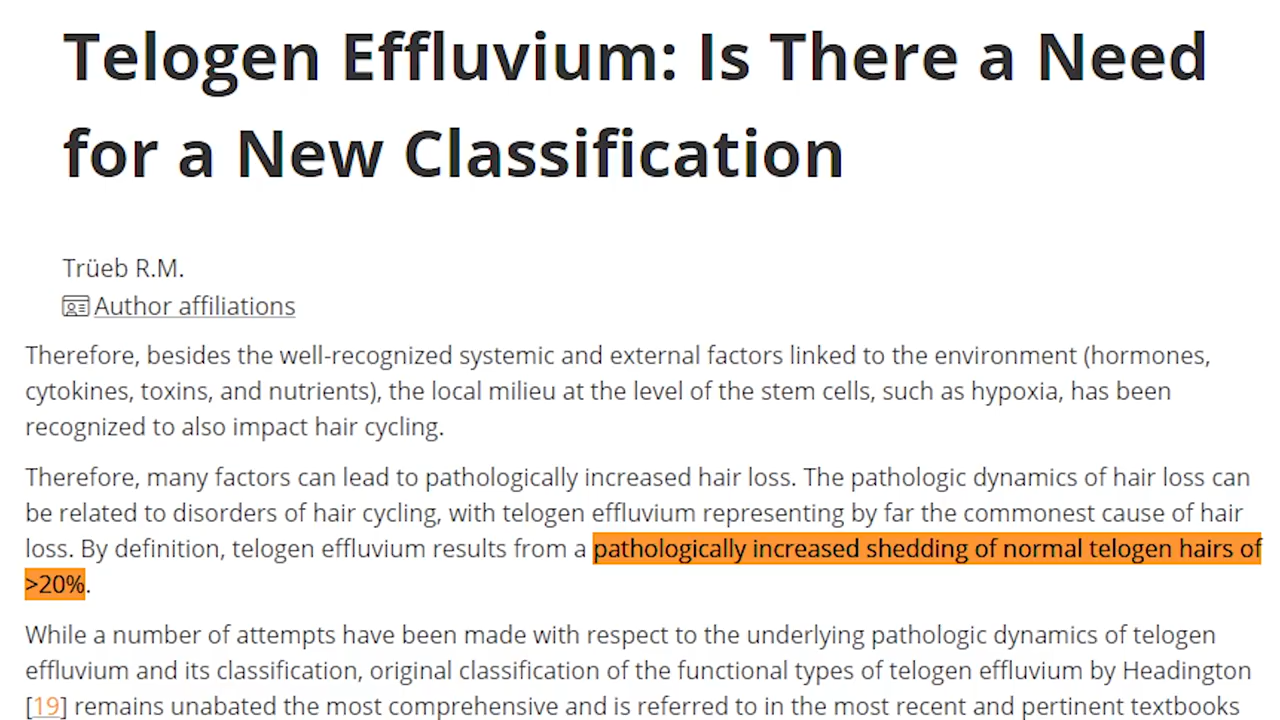 Telogen Effluvium: Is There a Need
for a New Classification
Trüeb R.M.
Author affiliations
Therefore, besides the well-recognized systemic and external factors linked to the environment (hormones,
cytokines, toxins, and nutrients), the local milieu at the level of the stem cells, such as hypoxia, has been
recognized to also impact hair cycling.
Therefore, many factors can lead to pathologically increased hair loss. The pathologic dynamics of hair loss can
be related to disorders of hair cycling, with telogen effluvium representing by far the commonest cause of hair
loss. By definition, telogen effluvium results from a pathologically increased shedding of normal telogen hairs of
>20%.
While a number of attempts have been made with respect to the underlying pathologic dynamics of telogen
effluvium and its classification, original classification of the functional types of telogen effluvium by Headington
[19] remains unabated the most comprehensive and is referred to in the most recent and pertinent textbooks